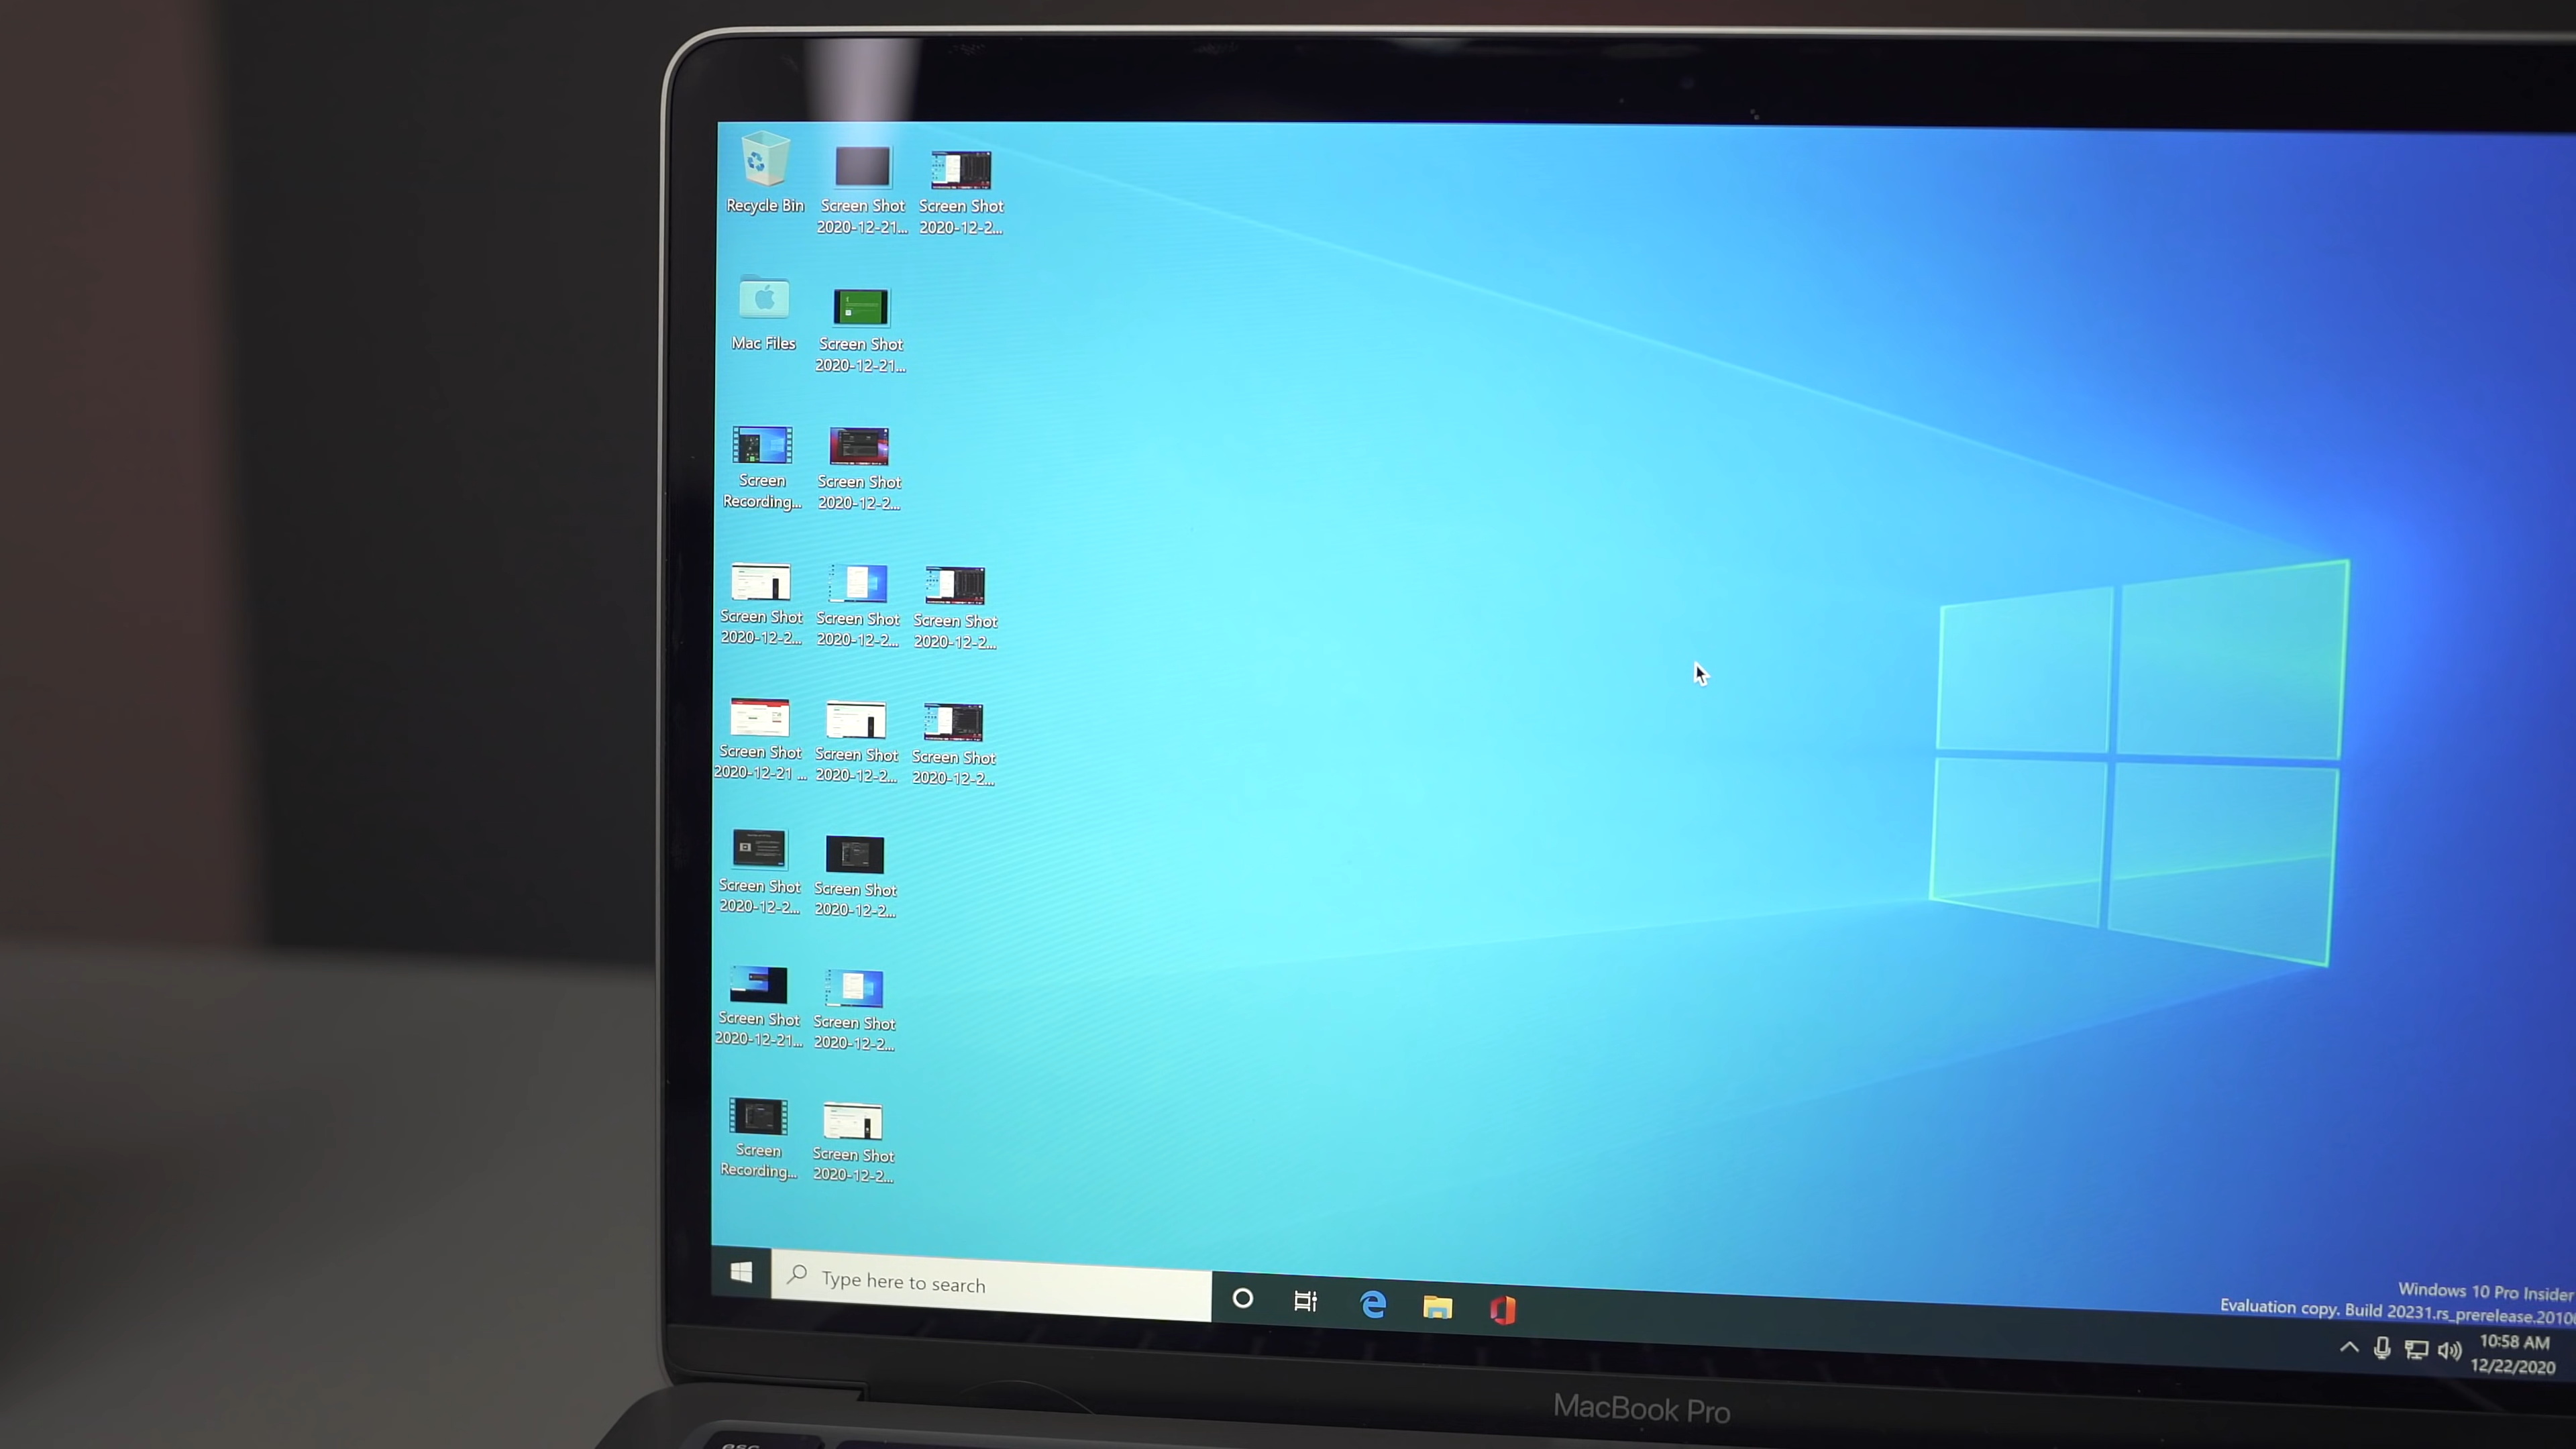 Recycle Bin
Screen Shot
2020-12-21...
Screen Shot
2020-12-2...
Mac Files
Screen Shot
2020-12-21...
Screen
Recording...
Screen Shot
2020-12-2...
Screen Shot
2020-12-2...
Screen Shot
2020-12-2...
Screen Shot
2020-12-2...
Screen Shot
2020-12-21 ...
Screen Shot
2020-12-2...
Screen Shot
2020-12-2...
Screen Shot
2020-12-2...
Screen Shot
2020-12-2...
Screen Shot
2020-12-21...
Screen Shot
2020-12-2...
Screen
Recording...
Screen Shot
2020-12-2...
Type here to search
Windows 10 Pro Insider
Evaluation copy. Build 20231.rs_prerelease.2010
10:58 AM
12/22/2020
MacBook Pro
esc